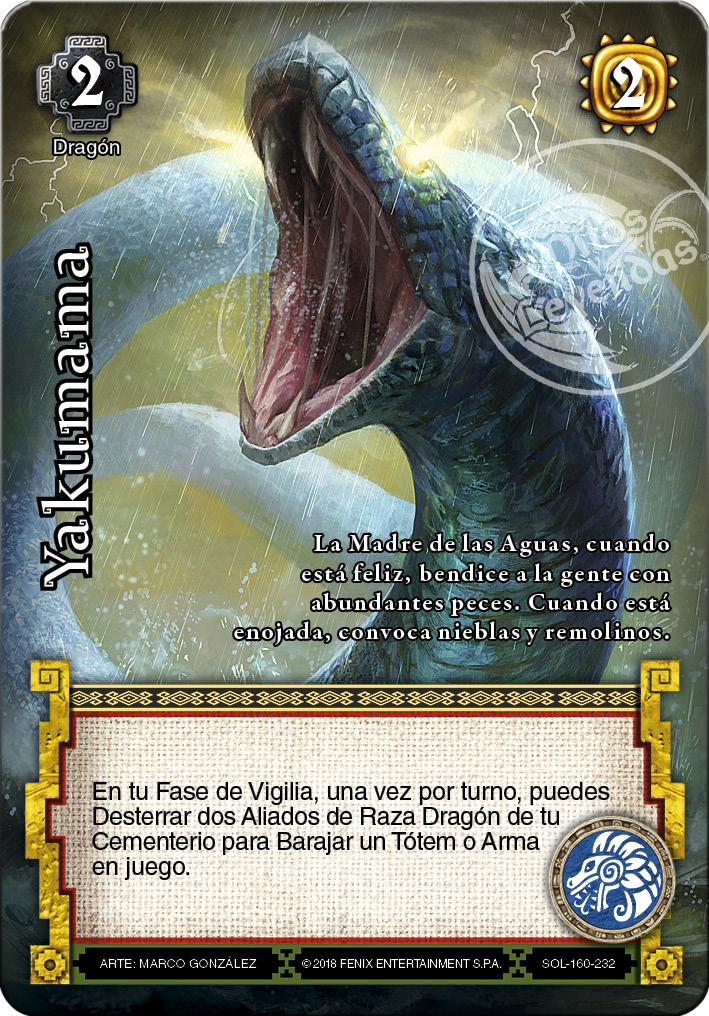 2
2
Dragón
Mitos y
Leyendas
Yakumama
La Madre de las Aguas, cuando
está feliz, bendice a la gente con
abundantes peces. Cuando está
enojada, convoca nieblas y remolinos.
En tu Fase de Vigilia, una vez por turno, puedes
Desterrar dos Aliados de Raza Dragón de tu
Cementerio para Barajar un Tótem o Arma
en juego.
ARTE: MARCO GONZÁLEZ
©2018 FENIX ENTERTAINMENT S.P.A.
SOL-160-232